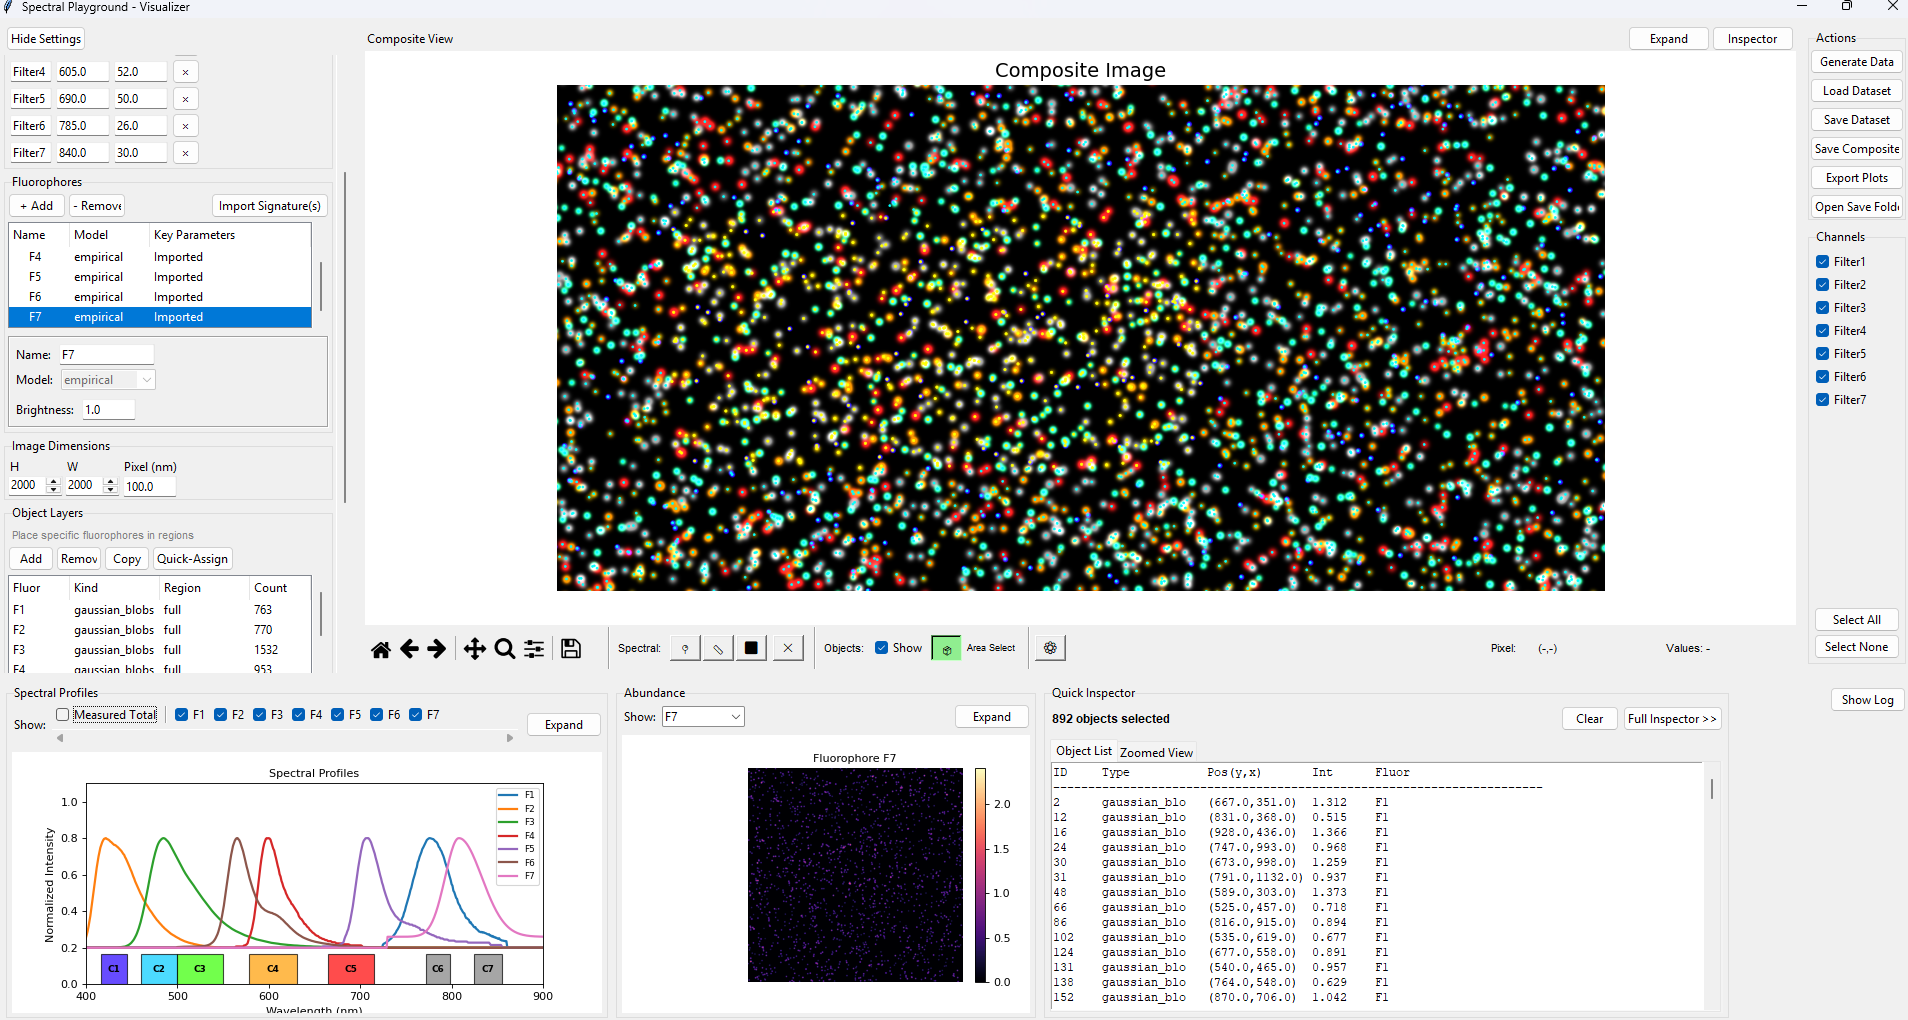 Spectral Playground - Visualizer
Hide Settings
Filter4 605.0 52.0 ×
Filter5 690.0 50.0 ×
Filter6 785.0 26.0 ×
Filter7 840.0 30.0 ×
Fluorophores
+ Add - Remove Import Signature(s)
Name Model Key Parameters
F4 empirical Imported
F5 empirical Imported
F6 empirical Imported
F7 empirical Imported
Name: F7
Model: empirical
Brightness: 1.0
Image Dimensions
H W Pixel (nm)
2000 2000 100.0
Object Layers
Place specific fluorophores in regions
Add Remov Copy Quick-Assign
Fluor Kind Region Count
F1 gaussian_blobs full 763
F2 gaussian_blobs full 770
F3 gaussian_blobs full 1532
F4 gaussian_blobs full 953
Composite View
Expand Inspector
Composite Image
Spectral: Objects: Show Area Select Pixel: (-,-) Values: -
Actions
Generate Data
Load Dataset
Save Dataset
Save Composite
Export Plots
Open Save Folde
Channels
Filter1
Filter2
Filter3
Filter4
Filter5
Filter6
Filter7
Select All
Select None
Show Log
Spectral Profiles
Show: Measured Total F1 F2 F3 F4 F5 F6 F7 Expand
Spectral Profiles
Normalized Intensity
1.0
0.8
0.6
0.4
0.2
0.0
F1
F2
F3
F4
F5
F6
F7
C1 C2 C3 C4 C5 C6 C7
400 500 600 700 800 900
Wavelength (nm)
Abundance
Show: F7 Expand
Fluorophore F7
2.0
1.5
1.0
0.5
0.0
Quick Inspector
892 objects selected Clear Full Inspector >>
Object List Zoomed View
ID Type Pos(y,x) Int Fluor
--------------------------------------------------------------------------------
2 gaussian_blo (667.0,351.0) 1.312 F1
12 gaussian_blo (831.0,368.0) 0.515 F1
16 gaussian_blo (928.0,436.0) 1.366 F1
24 gaussian_blo (747.0,993.0) 0.968 F1
30 gaussian_blo (673.0,998.0) 1.259 F1
31 gaussian_blo (791.0,1132.0) 0.937 F1
48 gaussian_blo (589.0,303.0) 1.373 F1
66 gaussian_blo (525.0,457.0) 0.718 F1
86 gaussian_blo (816.0,915.0) 0.894 F1
102 gaussian_blo (535.0,619.0) 0.677 F1
124 gaussian_blo (677.0,558.0) 0.891 F1
131 gaussian_blo (540.0,465.0) 0.957 F1
138 gaussian_blo (764.0,548.0) 0.629 F1
152 gaussian_blo (870.0,706.0) 1.042 F1